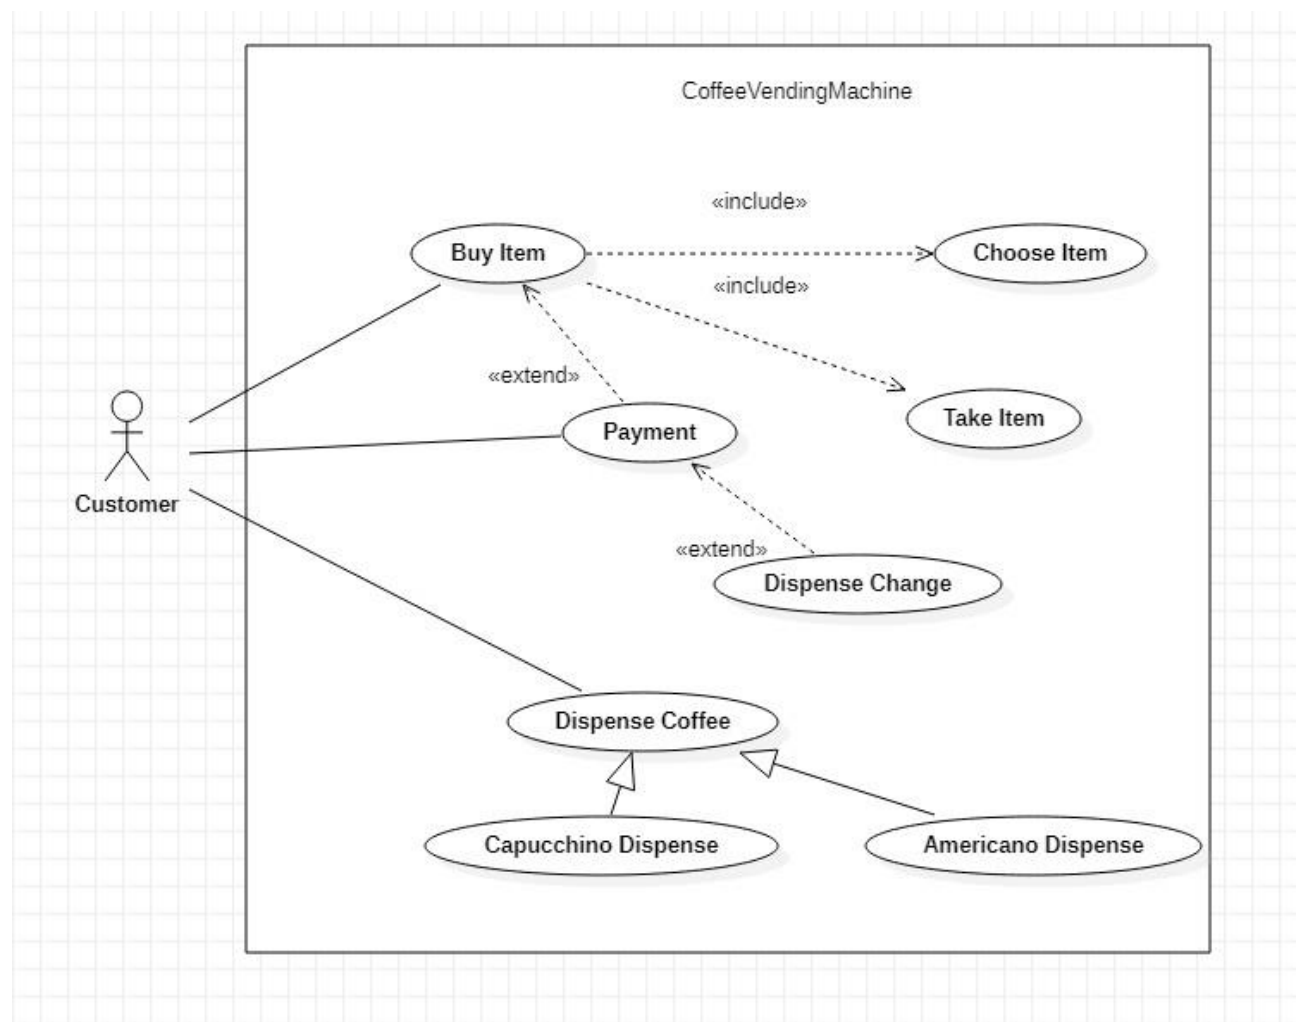 CoffeeVendingMachine
«include»
Buy Item
Choose Item
«include»
«extend»
Take Item
Payment
Customer
«extend»
Dispense Change
Dispense Coffee
Capucchino Dispense
Americano Dispense